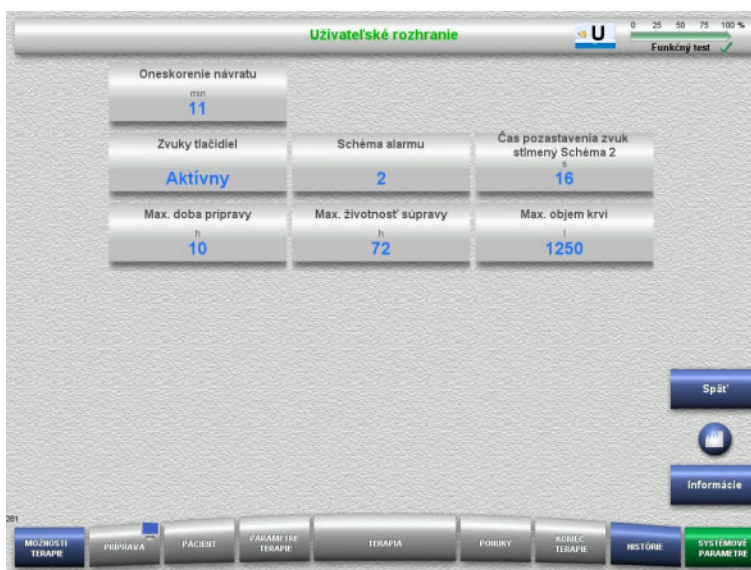 Užívateľské rozhranie
U
0 25 50 75 100 %
Funkčný test
Oneskorenie návratu
min
11
Zvuky tlačidiel
Aktívny
Schéma alarmu
2
Čas pozastavenia zvuk
stlmený Schéma 2
s
16
Max. doba prípravy
h
10
Max. životnosť súpravy
h
72
Max. objem krvi
l
1250
Späť
Informácie
281
MOŽNOSTI
TERAPIE
PRÍPRAVA
PACIENT
PARAMETRE
TERAPIE
TERAPIA
PONUKY
KONIEC
TERAPIE
HISTÓRIE
SYSTÉMOVÉ
PARAMETRE